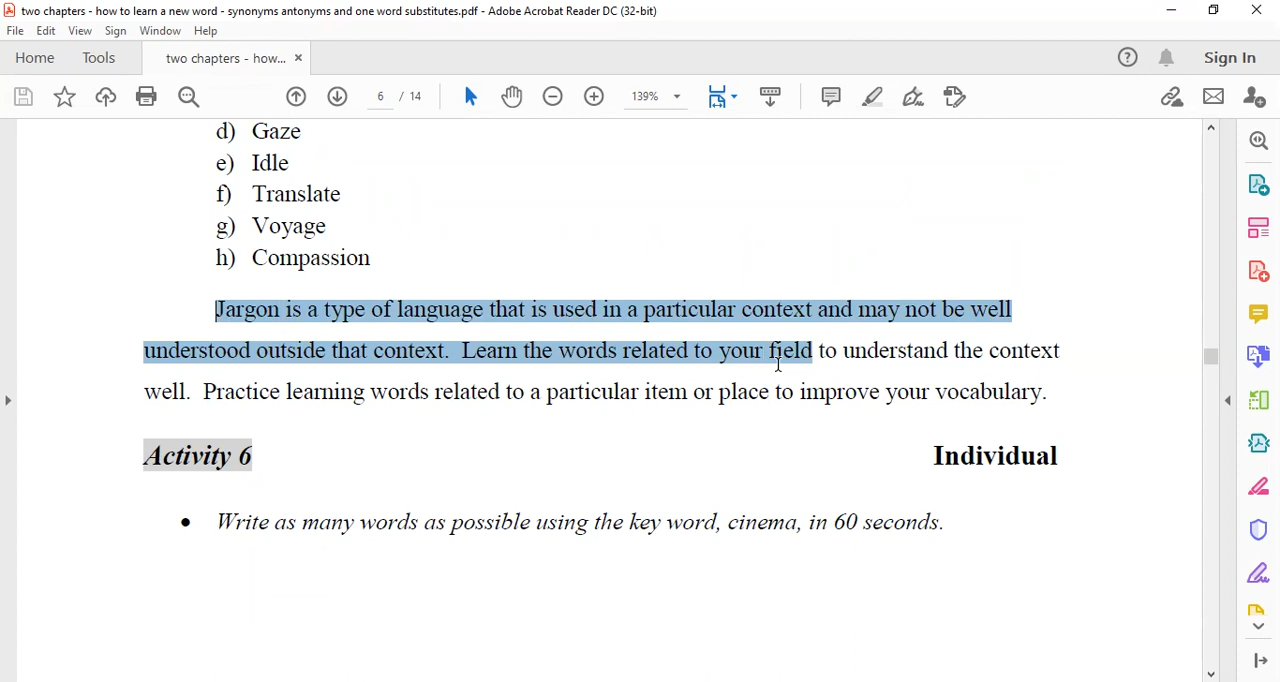 two chapters - how to learn a new word - synonyms antonyms and one word substitutes.pdf - Adobe Acrobat Reader DC (32-bit)
File Edit View Sign Window Help
Home Tools two chapters - how... × Sign In
6 / 14 139%
d) Gaze
e) Idle
f) Translate
g) Voyage
h) Compassion
Jargon is a type of language that is used in a particular context and may not be well
understood outside that context. Learn the words related to your field to understand the context
well. Practice learning words related to a particular item or place to improve your vocabulary.
Activity 6 Individual
• Write as many words as possible using the key word, cinema, in 60 seconds.